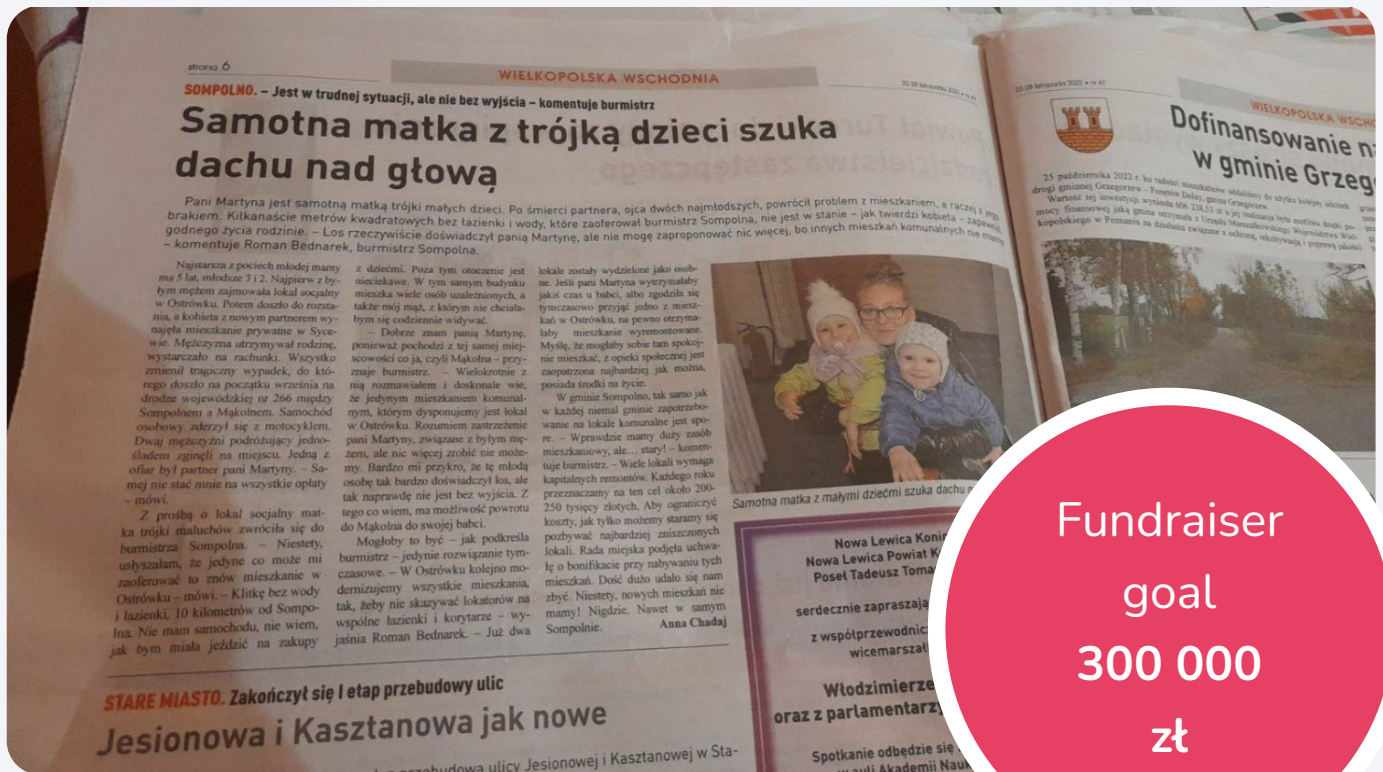 strona 6
WIELKOPOLSKA WSCHODNIA
SOMPOLNO. – Jest w trudnej sytuacji, ale nie bez wyjścia – komentuje burmistrz
Samotna matka z trójką dzieci szuka
dachu nad głową
Pani Martyna jest samotną matką trójki małych dzieci. Po śmierci partnera, ojca dwóch najmłodszych, powrócił problem z mieszkaniem, a raczej z jego
brakiem. Kilkanaście metrów kwadratowych bez łazienki i wody, które zaoferował burmistrz Sompolna, nie jest w stanie – jak twierdzi kobieta – zapewnić
godnego życia rodzinie. – Los rzeczywiście doświadczył panią Martynę, ale nie mogę zaproponować nic więcej, bo innych mieszkań komunalnych nie mamy
– komentuje Roman Bednarek, burmistrz Sompolna.
Najstarsza z pociech młodej mamy
ma 5 lat, młodsze 3 i 2. Najpierw z by-
łym mężem zajmowała lokal socjalny
w Ostrówku. Potem doszło do rozsta-
nia, a kobieta z nowym partnerem wy-
najęła mieszkanie prywatne w Syce-
wie. Mężczyzna utrzymywał rodzinę,
wystarczało na rachunki. Wszystko
zmienił tragiczny wypadek, do któ-
rego doszło na początku września na
drodze wojewódzkiej nr 266 między
Sompolnem a Mąkolnem. Samochód
osobowy zderzył się z motocyklem.
Dwaj mężczyźni podróżujący jedno-
śladem zginęli na miejscu. Jedną z
ofiar był partner pani Martyny. – Sa-
mej nie stać mnie na wszystkie opłaty
– mówi.
Z prośbą o lokal socjalny mat-
ka trójki maluchów zwróciła się do
burmistrza Sompolna. – Niestety,
usłyszałam, że jedyne co może mi
zaoferować to znów mieszkanie w
Ostrówku – mówi. – Klitkę bez wody
i łazienki, 10 kilometrów od Sompo-
lna. Nie mam samochodu, nie wiem,
jak bym miała jeździć na zakupy
z dziećmi. Poza tym otoczenie jest
nieciekawe. W tym samym budynku
mieszka wiele osób uzależnionych, a
także mój mąż, z którym nie chciała-
łbym się codziennie widywać.
– Dobrze znam panią Martynę,
ponieważ pochodzi z tej samej miej-
scowości co ja, czyli Mąkolna – przy-
znaje burmistrz. – Wielokrotnie z
nią rozmawiałem i doskonale wie,
że jedynym mieszkaniem komunal-
nym, którym dysponujemy jest lokal
w Ostrówku. Rozumiem zastrzeżenie
pani Martyny, związane z byłym mę-
żem, ale nic więcej zrobić nie może-
my. Bardzo mi przykro, że tę młodą
osobę tak bardzo doświadczył los, ale
tak naprawdę nie jest bez wyjścia. Z
tego co wiem, ma możliwość powrotu
do Mąkolna do swojej babci.
Mogłoby to być – jak podkreśla
burmistrz – jedynie rozwiązanie tym-
czasowe. – W Ostrówku kolejno mo-
dernizujemy wszystkie mieszkania,
tak, żeby nie skazywać lokatorów na
wspólne łazienki i korytarze – wy-
jaśnia Roman Bednarek. – Już dwa
lokale zostały wydzielone jako osob-
ne. Jeśli pani Martyna wytrzymałaby
jakiś czas u babci, albo zgodziła się
tymczasowo przyjąć jedno z miesz-
kań w Ostrówku, na pewno otrzyma-
łaby mieszkanie wyremontowane.
Myślę, że mogłaby sobie tam spokoj-
nie mieszkać, z opieki społecznej jest
zaopatrzona najbardziej jak można,
posiada środki na życie.
W gminie Sompolno, tak samo jak
w każdej niemal gminie zapotrzebo-
wanie na lokale komunalne jest spo-
re. – Wprawdzie mamy duży zasób
mieszkaniowy, ale... stary! – komen-
tuje burmistrz. – Wiele lokali wymaga
kapitalnych remontów. Każdego roku
przeznaczamy na ten cel około 200-
250 tysięcy złotych. Aby ograniczyć
koszty, jak tylko możemy staramy się
pozbywać najbardziej zniszczonych
lokali. Rada miejska podjęła uchwa-
łę o bonifikacie przy nabywaniu tych
mieszkań. Dość dużo udało się nam
zbyć. Niestety, nowych mieszkań nie
mamy! Nigdzie. Nawet w samym
Sompolnie.
Anna Chadaj
Samotna matka z małymi dziećmi szuka dachu
Nowa Lewica Konin
Nowa Lewica Powiat K
Poseł Tadeusz Toma
serdecznie zapraszają
z współprzewodnic
wicemarszał
Włodzimierze
oraz z parlamentarzy
Spotkanie odbędzie się
w auli Akademii Nauk
STARE MIASTO. Zakończył się I etap przebudowy ulic
Jesionowa i Kasztanowa jak nowe
przebudowa ulicy Jesionowej i Kasztanowej w Sta-
WIELKOPOLSKA WSCHO
Dofinansowanie n
w gminie Grzeg
25 października 2022 r. ku radości mieszkańców oddaliśmy do użytku kolejny odcinek
drogi gminnej Grzegorzew –
Fundraiser
goal
300 000
zł